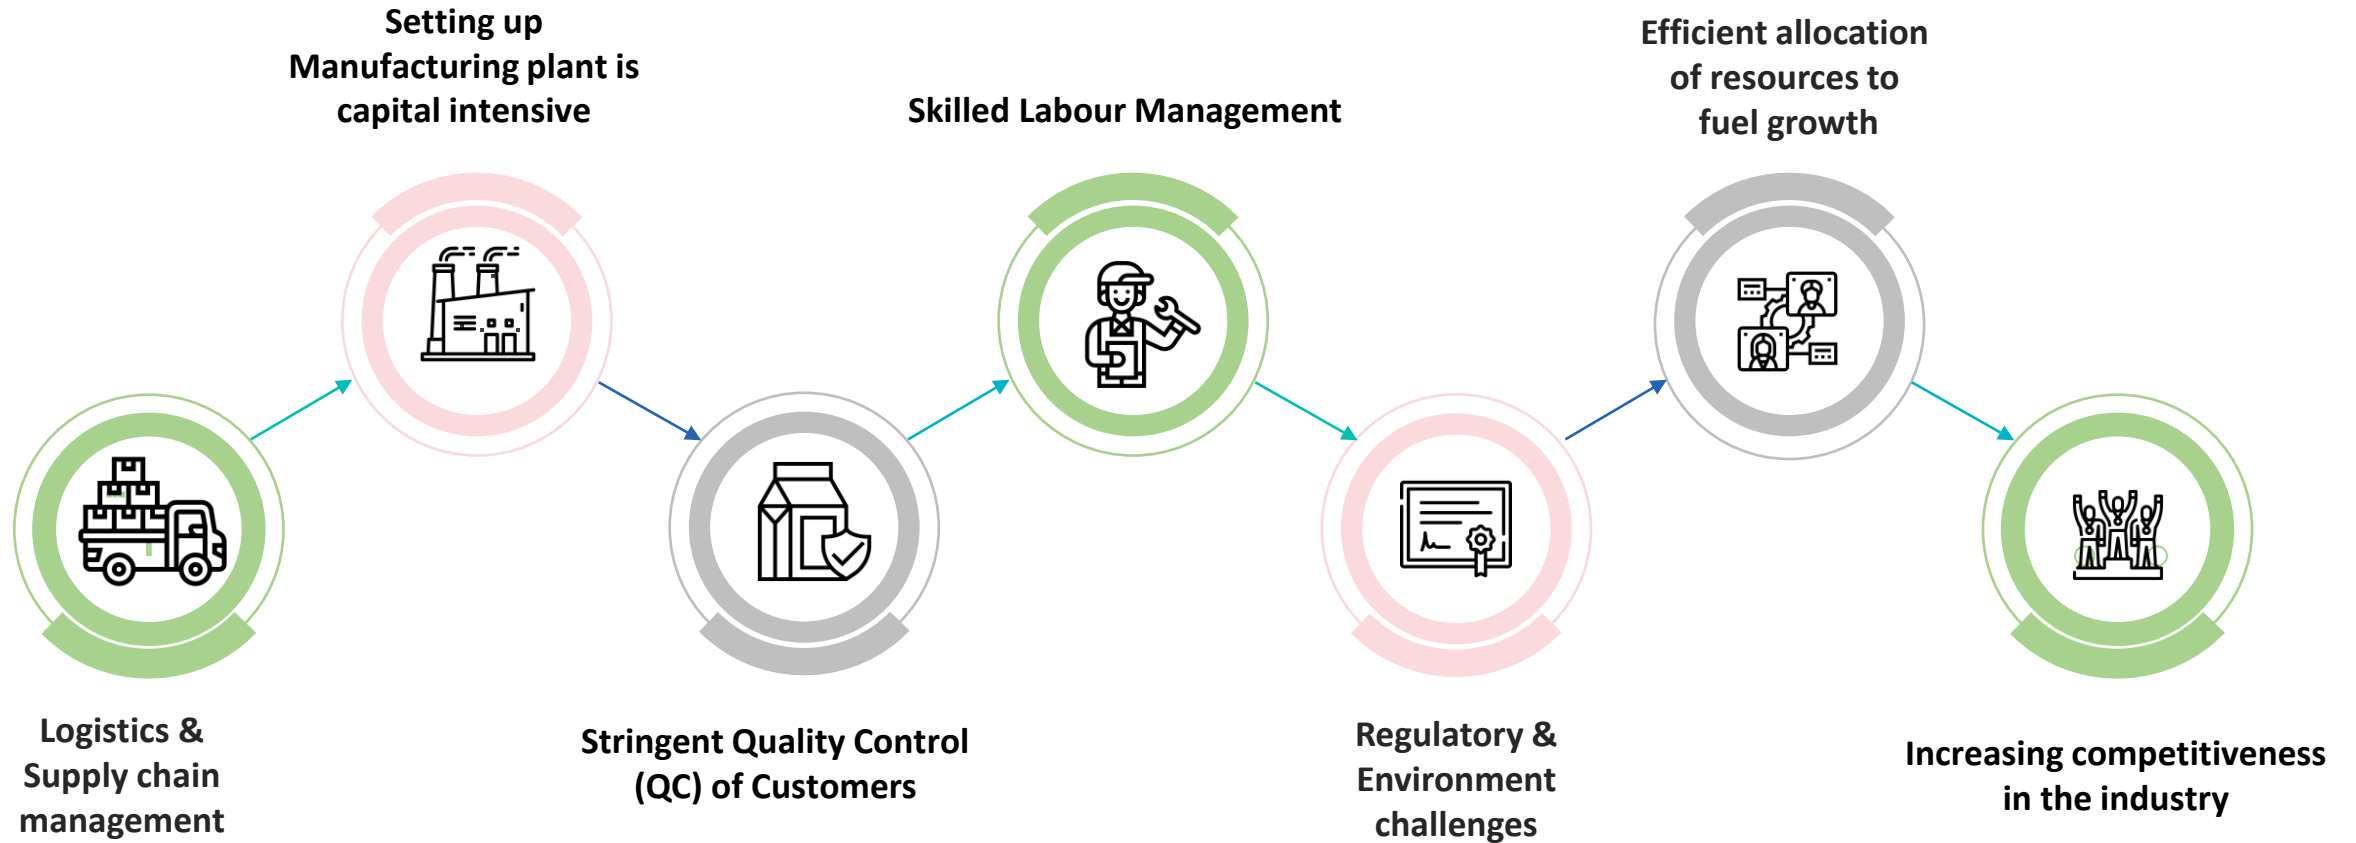 Setting up
Manufacturing plant is
capital intensive
Efficient allocation
of resources to
fuel growth
Skilled Labour Management
Logistics &
Supply chain
management
Stringent Quality Control
(QC) of Customers
Regulatory &
Environment
challenges
Increasing competitiveness
in the industry